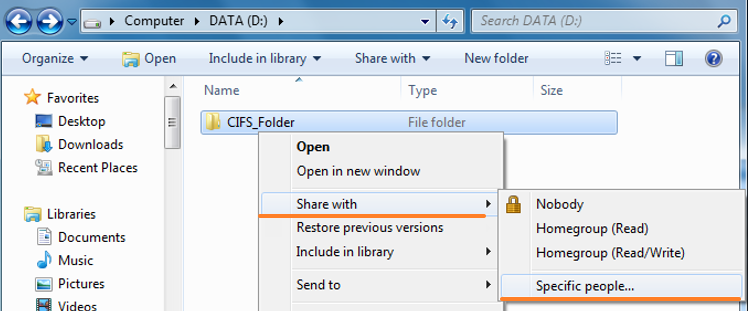 Computer ▸ DATA (D:) ▸
Search DATA (D:)
Organize Open Include in library Share with New folder
Favorites
Desktop
Downloads
Recent Places
Libraries
Documents
Music
Pictures
Videos
Name Type Size
CIFS_Folder File folder
Open
Open in new window
Share with
Restore previous versions
Include in library
Send to
Nobody
Homegroup (Read)
Homegroup (Read/Write)
Specific people...